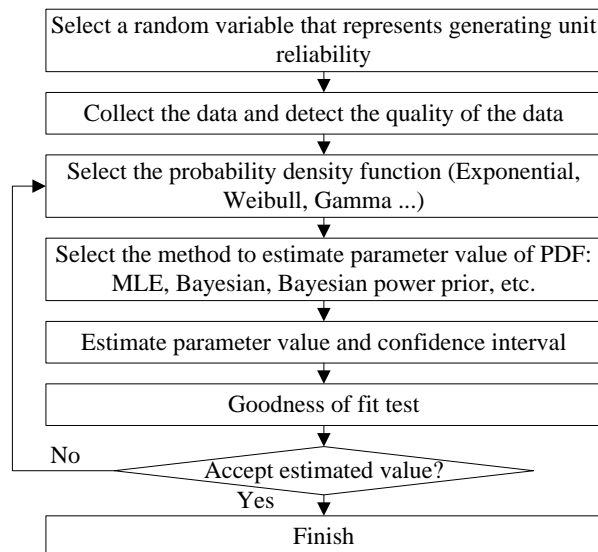 Select a random variable that represents generating unit
reliability
Collect the data and detect the quality of the data
Select the probability density function (Exponential,
Weibull, Gamma ...)
Select the method to estimate parameter value of PDF:
MLE, Bayesian, Bayesian power prior, etc.
Estimate parameter value and confidence interval
Goodness of fit test
No
Accept estimated value?
Yes
Finish